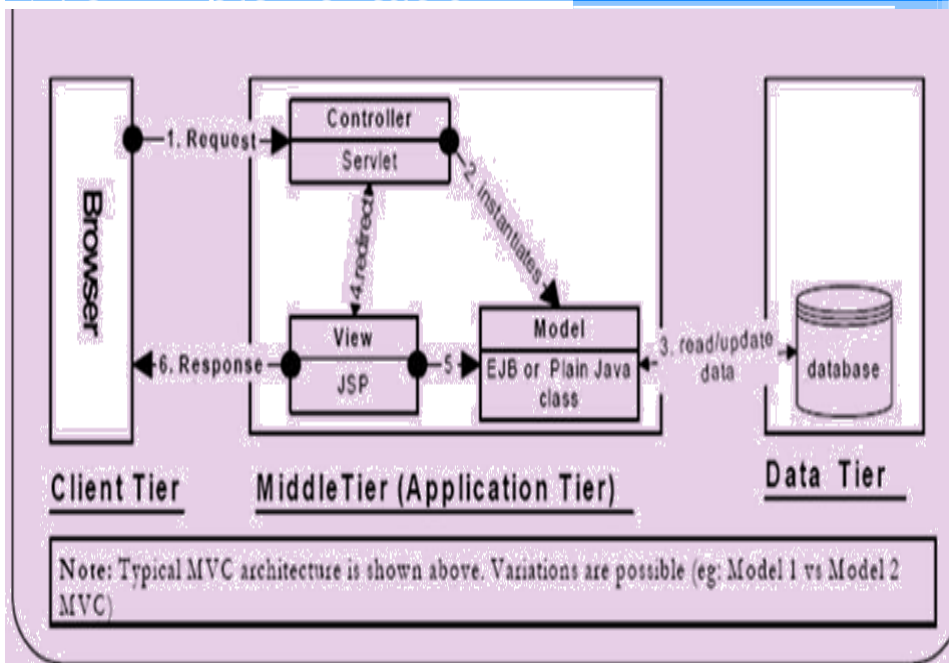 Controller
1. Request
Servlet
2. Instantiates
Browser
4.redirect
View
Model
3. read/update
data
6. Response
5
JSP
EJB or Plain Java
class
database
Client Tier
MiddleTier (Application Tier)
Data Tier
Note: Typical MVC architecture is shown above. Variations are possible (eg: Model 1 vs Model 2
MVC)